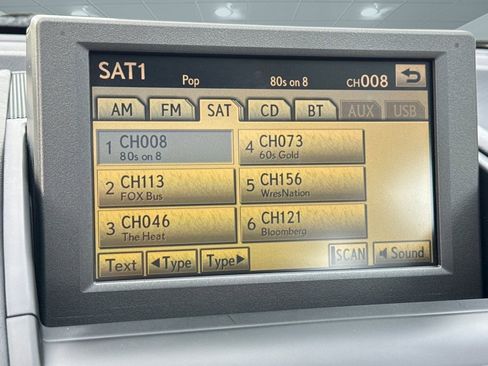 SAT1 Pop 80s on 8 CH008
AM FM SAT CD BT AUX USB
1 CH008
80s on 8
4 CH073
60s Gold
2 CH113
FOX Bus
5 CH156
WresNation
3 CH046
The Heat
6 CH121
Bloomberg
Text ◀Type Type▶ SCAN Sound